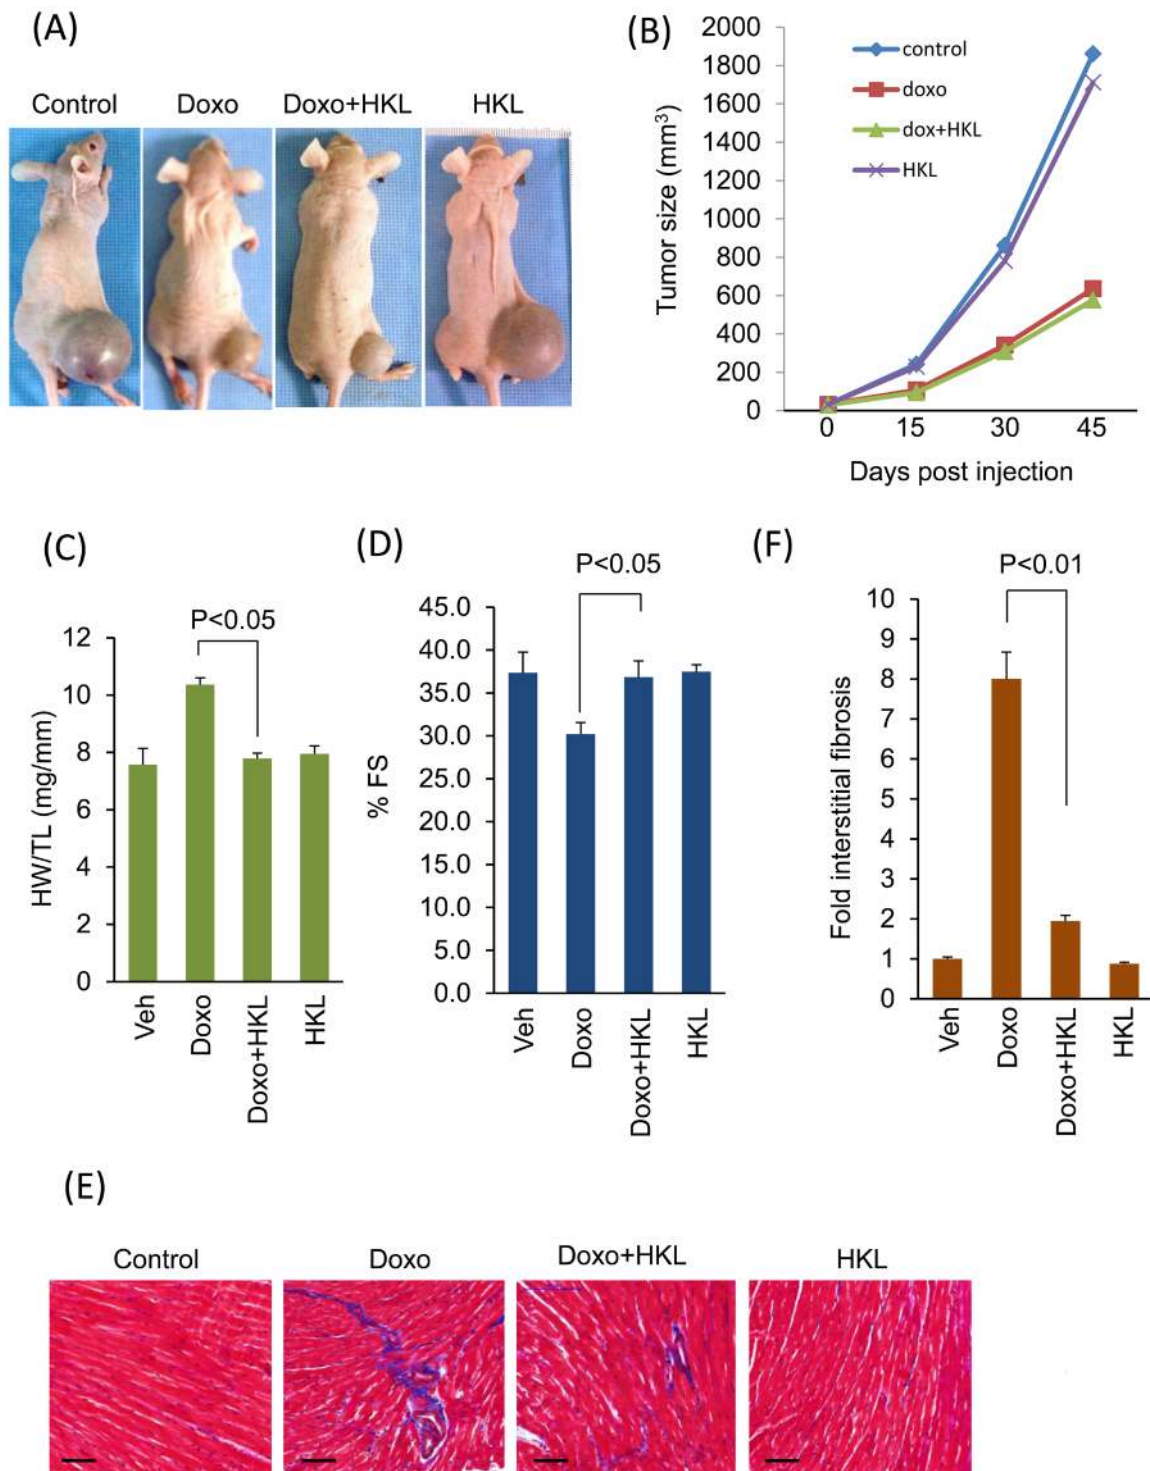 (A)
Control Doxo Doxo+HKL HKL
(B)
Tumor size (mm³)
2000
1800
1600
1400
1200
1000
800
600
400
200
0
control
doxo
dox+HKL
HKL
0 15 30 45
Days post injection
(C)
P<0.05
HW/TL (mg/mm)
12
10
8
6
4
2
0
Veh
Doxo
Doxo+HKL
HKL
(D)
P<0.05
% FS
45.0
40.0
35.0
30.0
25.0
20.0
15.0
10.0
5.0
0.0
Veh
Doxo
Doxo+HKL
HKL
(F)
P<0.01
Fold interstitial fibrosis
10
9
8
7
6
5
4
3
2
1
0
Veh
Doxo
Doxo+HKL
HKL
(E)
Control Doxo Doxo+HKL HKL